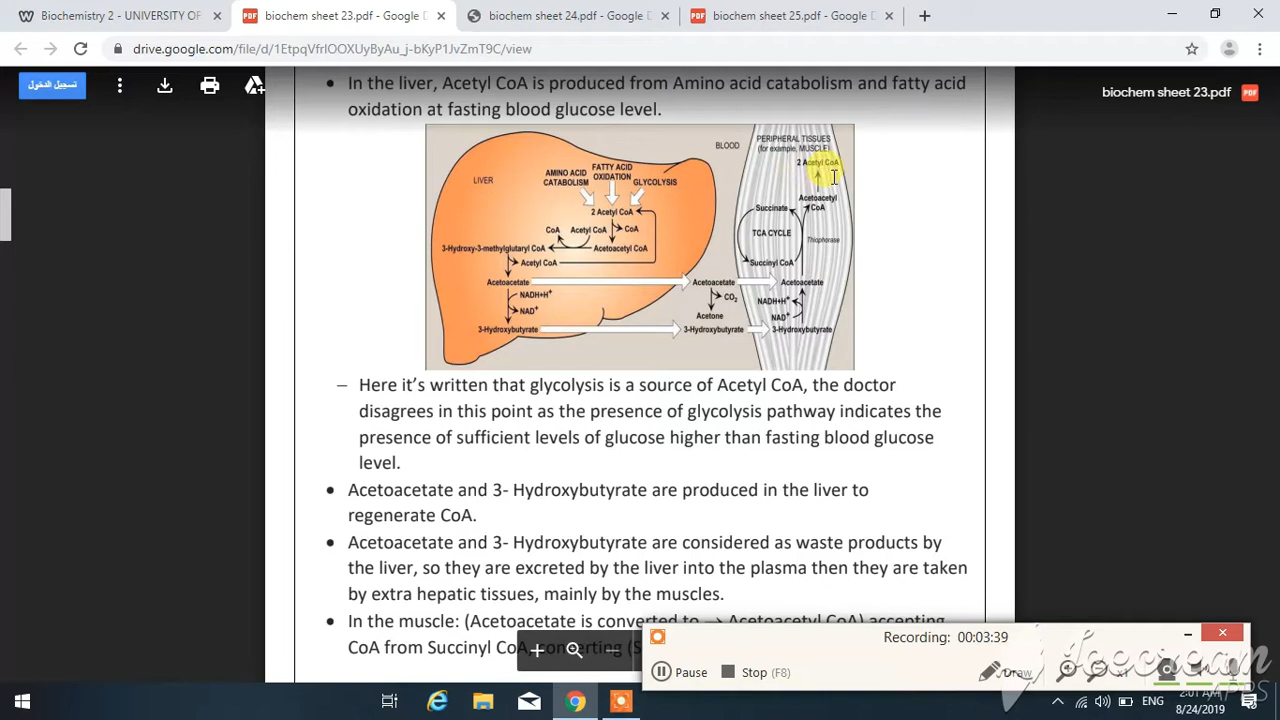 Biochemistry 2 - UNIVERSITY OF
biochem sheet 23.pdf - Google D
biochem sheet 24.pdf - Google D
biochem sheet 25.pdf - Google D
drive.google.com/file/d/1EtpqVfrIOOXUyByAu_j-bKyP1JvZmT9C/view
تسجيل الدخول
biochem sheet 23.pdf
• In the liver, Acetyl CoA is produced from Amino acid catabolism and fatty acid
oxidation at fasting blood glucose level.
LIVER
AMINO ACID
CATABOLISM
FATTY ACID
OXIDATION
GLYCOLYSIS
2 Acetyl CoA
CoA
Acetyl CoA
CoA
3-Hydroxy-3-methylglutaryl CoA
Acetoacetyl CoA
Acetyl CoA
Acetoacetate
NADH+H⁺
NAD⁺
3-Hydroxybutyrate
BLOOD
Acetoacetate
CO₂
Acetone
3-Hydroxybutyrate
PERIPHERAL TISSUES
(for example, MUSCLE)
2 Acetyl CoA
Acetoacetyl
CoA
Succinate
TCA CYCLE
Thiophorase
Succinyl CoA
Acetoacetate
NADH+H⁺
NAD⁺
3-Hydroxybutyrate
– Here it’s written that glycolysis is a source of Acetyl CoA, the doctor
disagrees in this point as the presence of glycolysis pathway indicates the
presence of sufficient levels of glucose higher than fasting blood glucose
level.
• Acetoacetate and 3- Hydroxybutyrate are produced in the liver to
regenerate CoA.
• Acetoacetate and 3- Hydroxybutyrate are considered as waste products by
the liver, so they are excreted by the liver into the plasma then they are taken
by extra hepatic tissues, mainly by the muscles.
• In the muscle: (Acetoacetate is converted to → Acetoacetyl CoA) accepting
CoA from Succinyl CoA, converting (S
Recording: 00:03:39
Pause
Stop (F8)
Draw
x1
Icecream
APPS
ENG
2:01 AM
8/24/2019